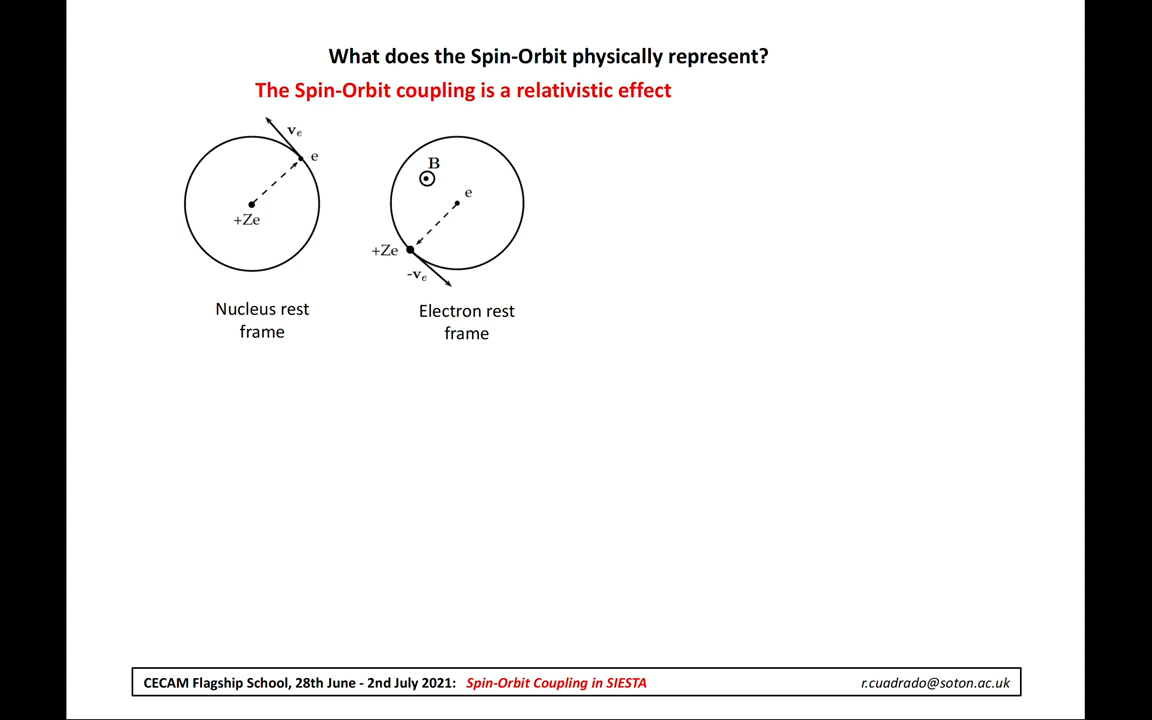 What does the Spin-Orbit physically represent?
The Spin-Orbit coupling is a relativistic effect
vₑ
e
+Ze
B
e
+Ze
-vₑ
Nucleus rest
frame
Electron rest
frame
CECAM Flagship School, 28th June - 2nd July 2021: Spin-Orbit Coupling in SIESTA r.cuadrado@soton.ac.uk